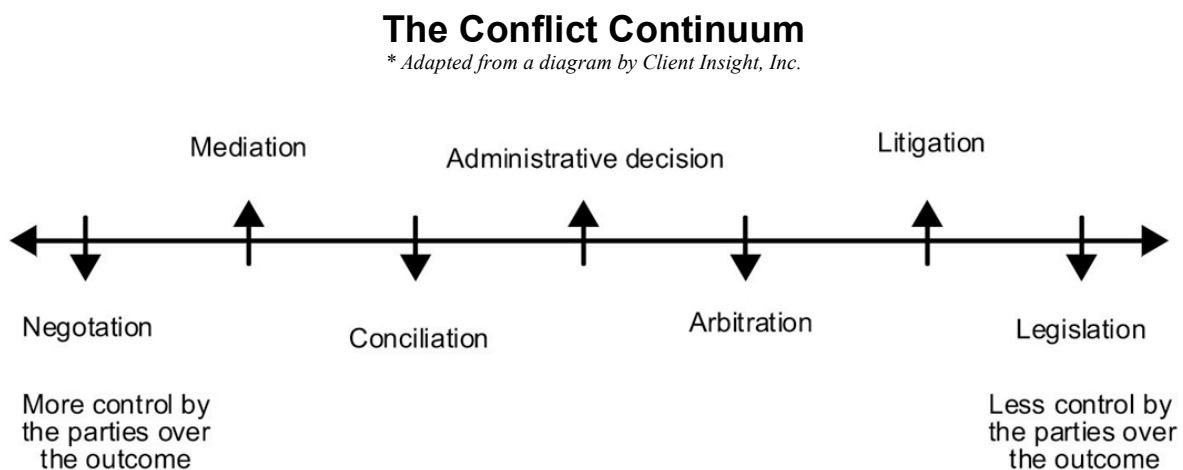 The Conflict Continuum
* Adapted from a diagram by Client Insight, Inc.
Mediation
Administrative decision
Litigation
Negotation
Conciliation
Arbitration
Legislation
More control by
the parties over
the outcome
Less control by
the parties over
the outcome